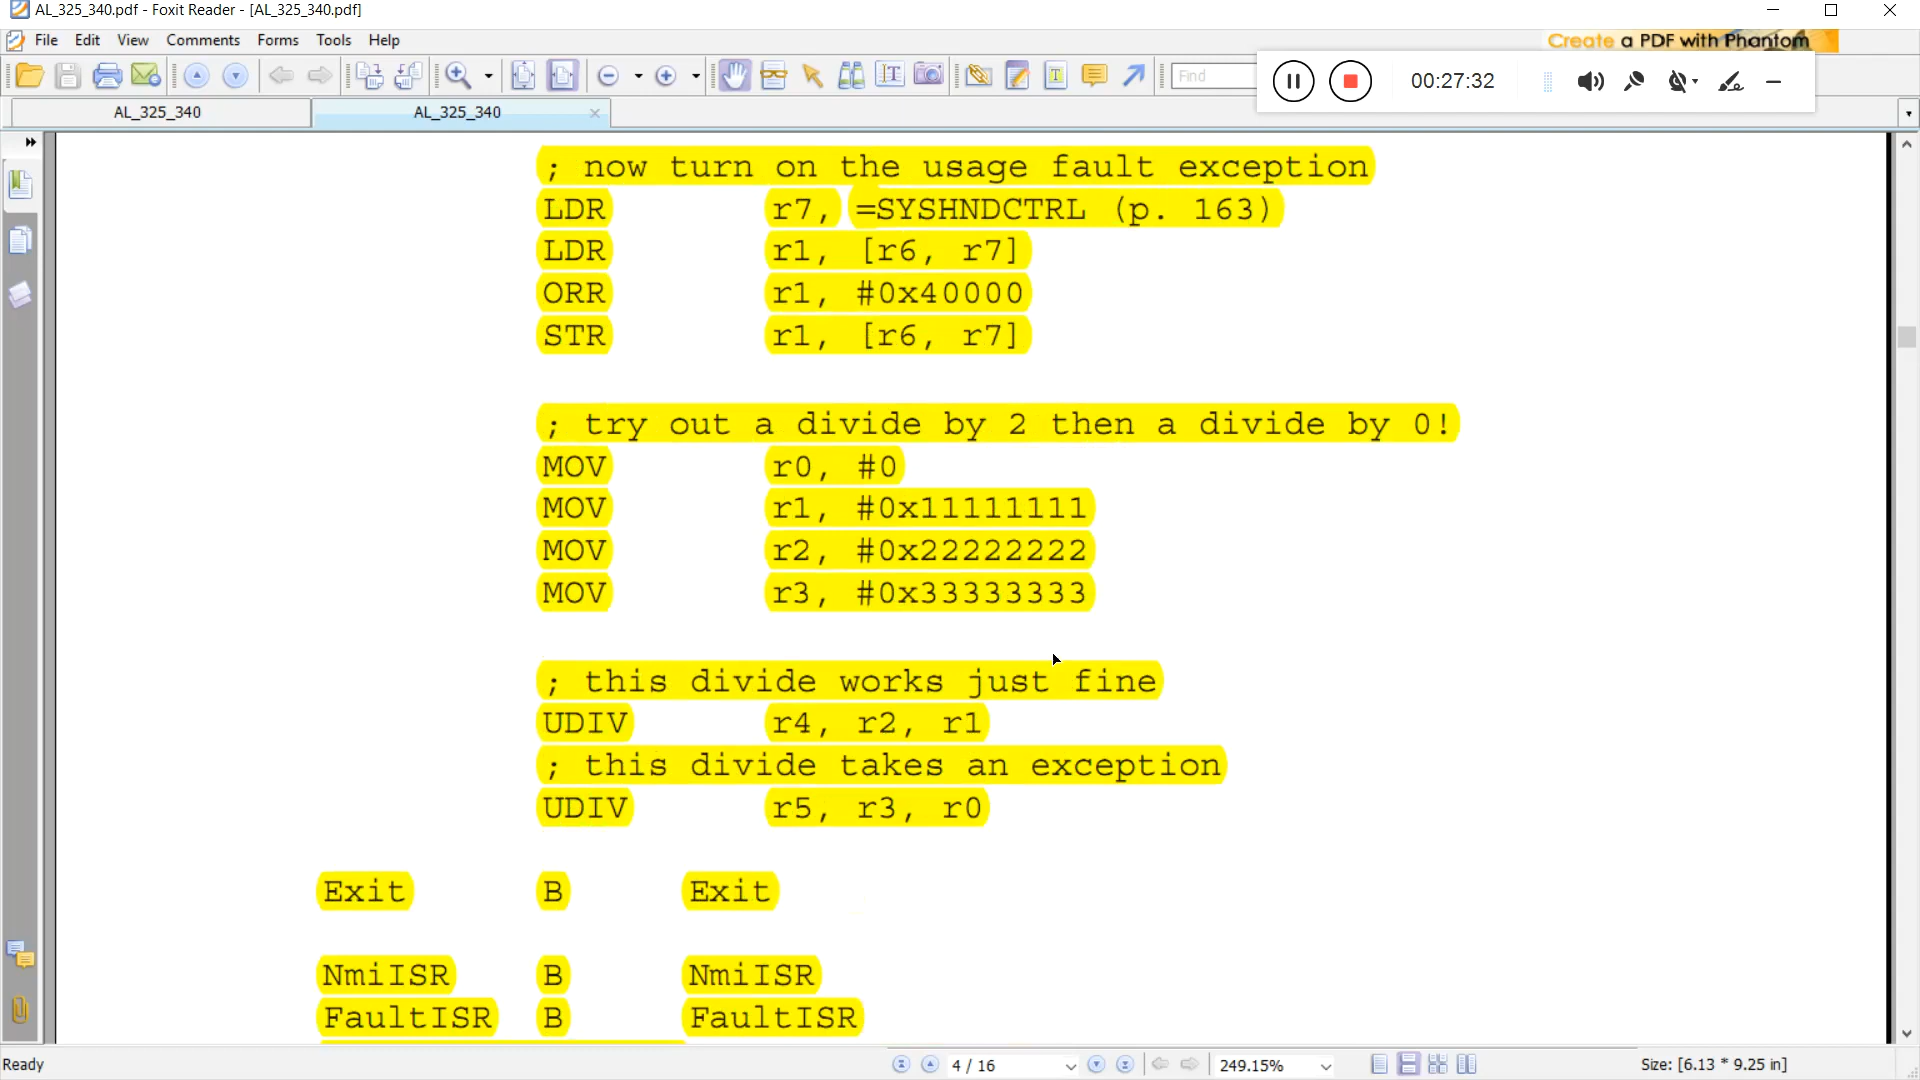 AL_325_340.pdf - Foxit Reader - [AL_325_340.pdf]
File Edit View Comments Forms Tools Help
Create a PDF with Phantom
Find
00:27:32
AL_325_340 AL_325_340
; now turn on the usage fault exception
LDR r7, =SYSHNDCTRL (p. 163)
LDR r1, [r6, r7]
ORR r1, #0x40000
STR r1, [r6, r7]
; try out a divide by 2 then a divide by 0!
MOV r0, #0
MOV r1, #0x11111111
MOV r2, #0x22222222
MOV r3, #0x33333333
; this divide works just fine
UDIV r4, r2, r1
; this divide takes an exception
UDIV r5, r3, r0
Exit B Exit
NmiISR B NmiISR
FaultISR B FaultISR
Ready 4 / 16 249.15% Size: [6.13 * 9.25 in]